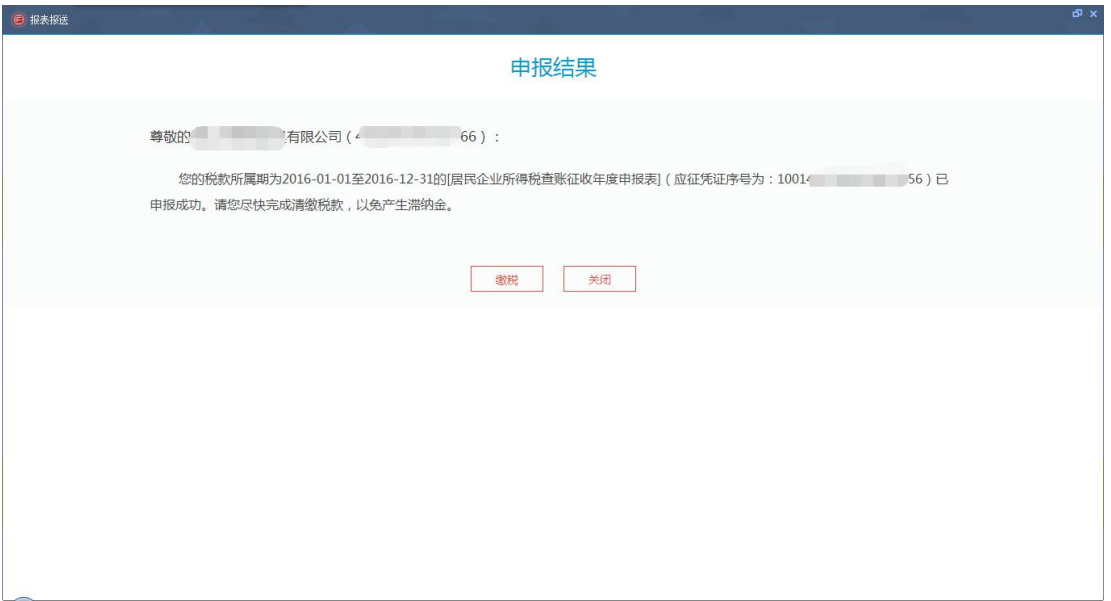 报表报送
申报结果
尊敬的 有限公司（4 66）：
您的税款所属期为2016-01-01至2016-12-31的[居民企业所得税查账征收年度申报表]（应征凭证序号为：1001 56）已
申报成功。请您尽快完成清缴税款，以免产生滞纳金。
缴税 关闭